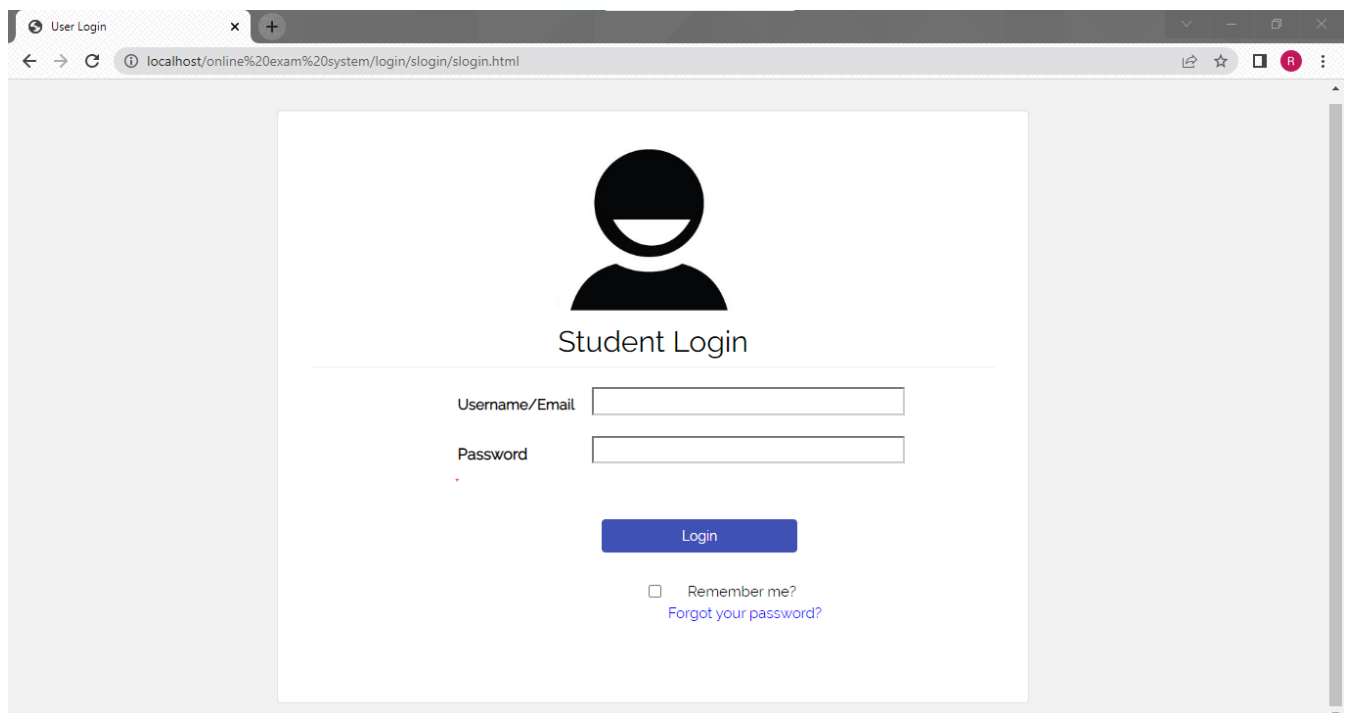 User Login
localhost/online%20exam%20system/login/slogin/slogin.html
R
Student Login
Username/Email
Password
*
Login
Remember me?
Forgot your password?